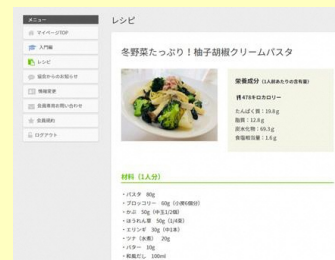 メニュー
マイページTOP
入門編
レシピ
協会からのお知らせ
情報変更
会員専用お問い合わせ
会員規約
ログアウト
レシピ
冬野菜たっぷり！柚子胡椒クリームパスタ
栄養成分（1人前あたりの含有量）
478キロカロリー
たんぱく質：19.8g
脂質：12.8g
炭水化物：69.3g
食塩相当量：1.6g
材料（1人分）
・パスタ 80g
・ブロッコリー 60g（小房6個分）
・かぶ 50g（中玉1/2個）
・ほうれん草 50g（1/4束）
・エリンギ 30g（中1本）
・ツナ（水煮） 20g
・バター 10g
・和風だし 100ml